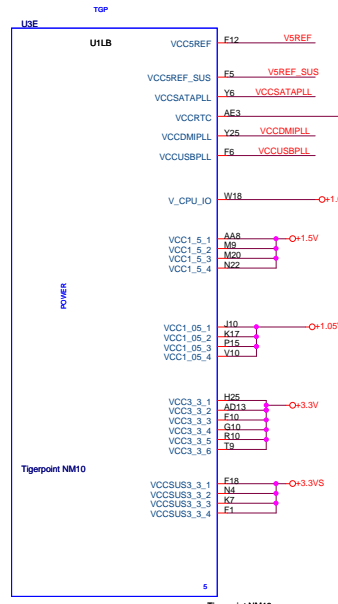 TGP
U3E
U1LB
VCC5REF F12 V5REF
VCC5REF_SUS F5 V5REF_SUS
VCCSATAPLL Y6 VCCSATAPLL
VCCRTC AE3
VCCDMIPLL Y25 VCCDMIPLL
VCCUSBPLL F6 VCCUSBPLL
V_CPU_IO W18
VCC1_5_1 AA8 +1.5V
VCC1_5_2 M9
VCC1_5_3 M20
VCC1_5_4 N22
POWER
VCC1_05_1 J10 +1.05V
VCC1_05_2 K17
VCC1_05_3 P15
VCC1_05_4 V10
VCC3_3_1 H25
VCC3_3_2 AD13 +3.3V
VCC3_3_3 F10
VCC3_3_4 G10
VCC3_3_5 R10
VCC3_3_6 T9
Tigerpoint NM10
VCCSUS3_3_1 F18 +3.3VS
VCCSUS3_3_2 N4
VCCSUS3_3_3 K7
VCCSUS3_3_4 F1
5